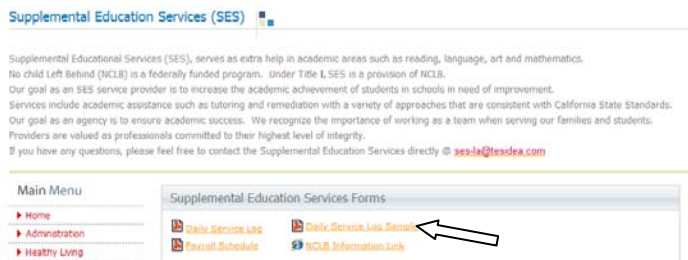 Supplemental Education Services (SES)
Supplemental Educational Services (SES), serves as extra help in academic areas such as reading, language, art and mathematics.
No child Left Behind (NCLB) is a federally funded program. Under Title I, SES is a provision of NCLB.
Our goal as an SES service provider is to increase the academic achievement of students in schools in need of improvement.
Services include academic assistance such as tutoring and remediation with a variety of approaches that are consistent with California State Standards.
Our goal as an agency is to ensure academic success. We recognize the importance of working as a team when serving our families and students.
Providers are valued as professionals committed to their highest level of integrity.
If you have any questions, please feel free to contact the Supplemental Education Services directly @ ses-la@tesidea.com
Main Menu
Supplemental Education Services Forms
Home
Daily Service Log
Daily Service Log Sample
Administration
Payroll Schedule
NCLB Information Link
Healthy Living